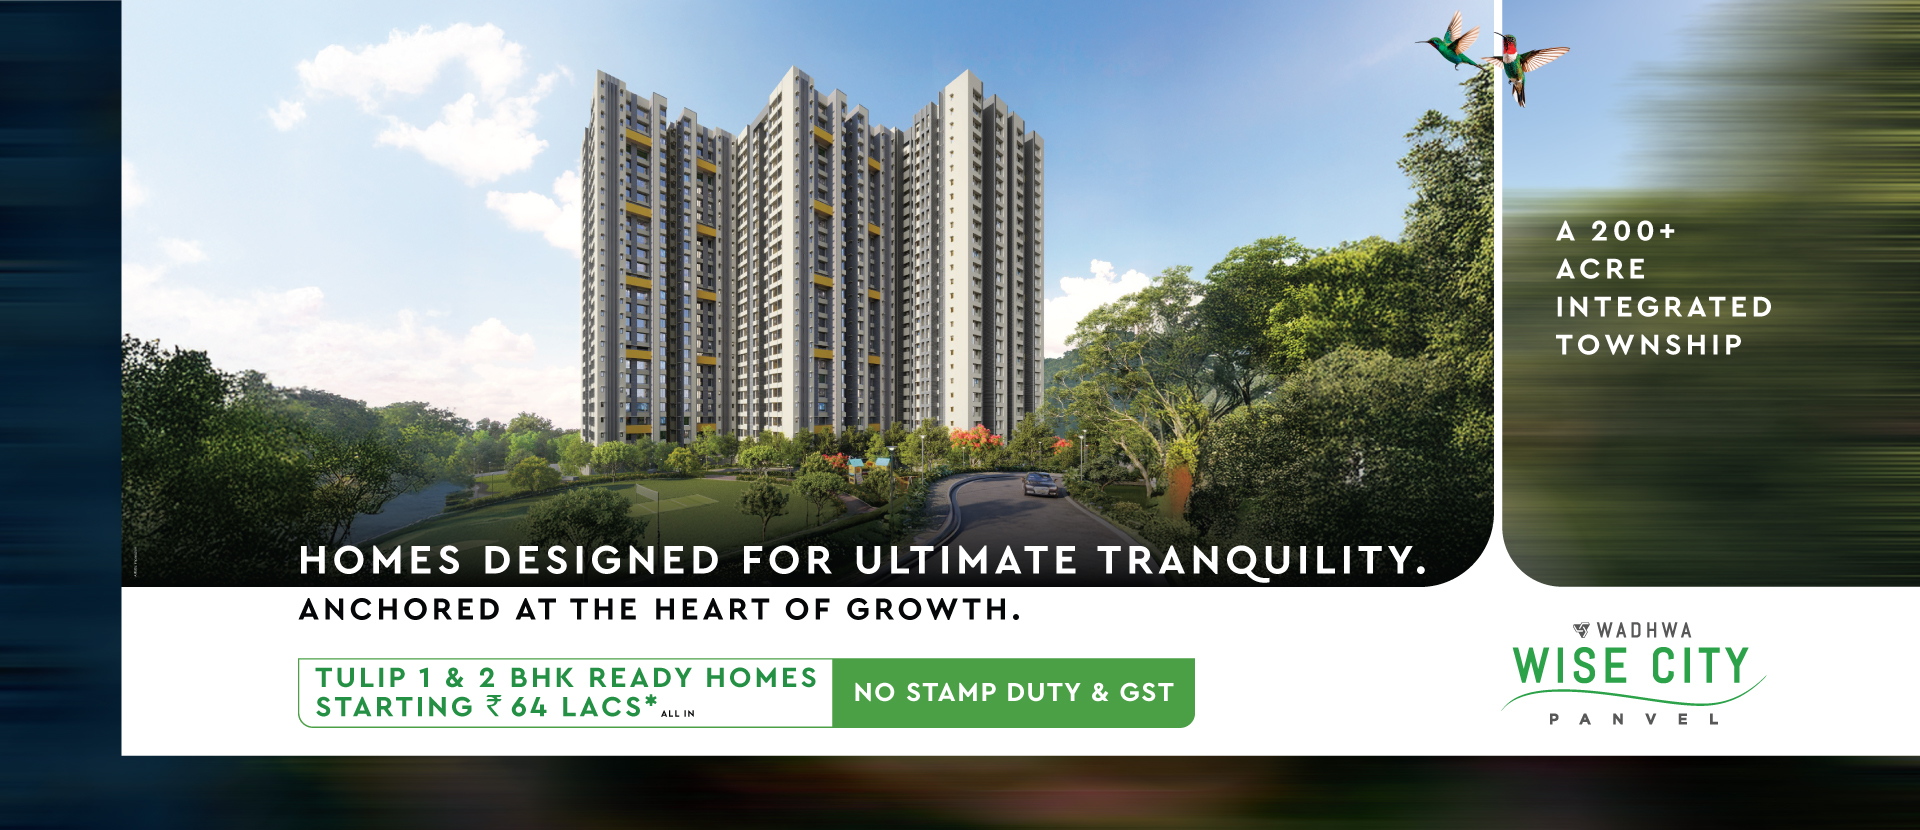 A 200+
ACRE
INTEGRATED
TOWNSHIP
HOMES DESIGNED FOR ULTIMATE TRANQUILITY.
ANCHORED AT THE HEART OF GROWTH.
TULIP 1 & 2 BHK READY HOMES
STARTING ₹ 64 LACS* ALL IN
NO STAMP DUTY & GST
WADHWA
WISE CITY
PANVEL